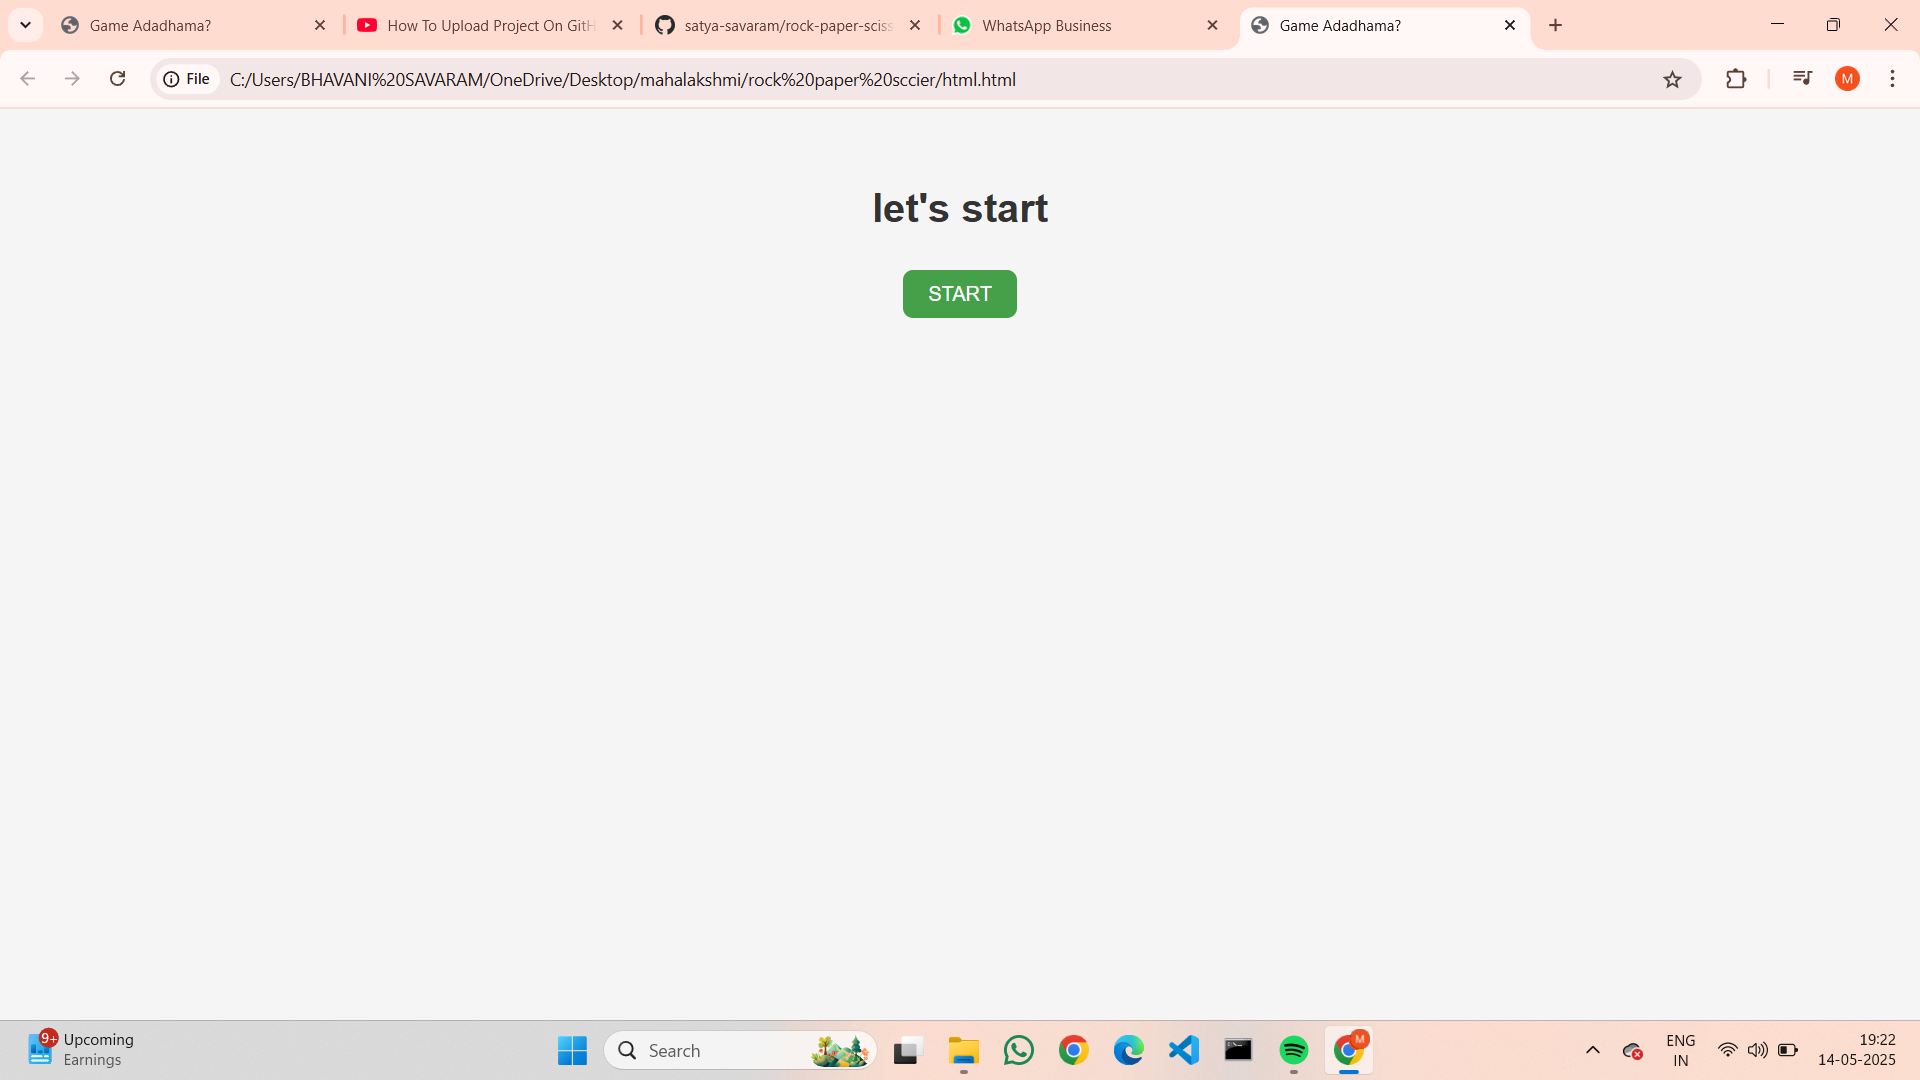 Game Adadhama?
How To Upload Project On GitH
satya-savaram/rock-paper-sciss
WhatsApp Business
Game Adadhama?
File
C:/Users/BHAVANI%20SAVARAM/OneDrive/Desktop/mahalakshmi/rock%20paper%20sccier/html.html
M
let's start
START
9+
Upcoming
Earnings
Search
M
ENG
IN
19:22
14-05-2025